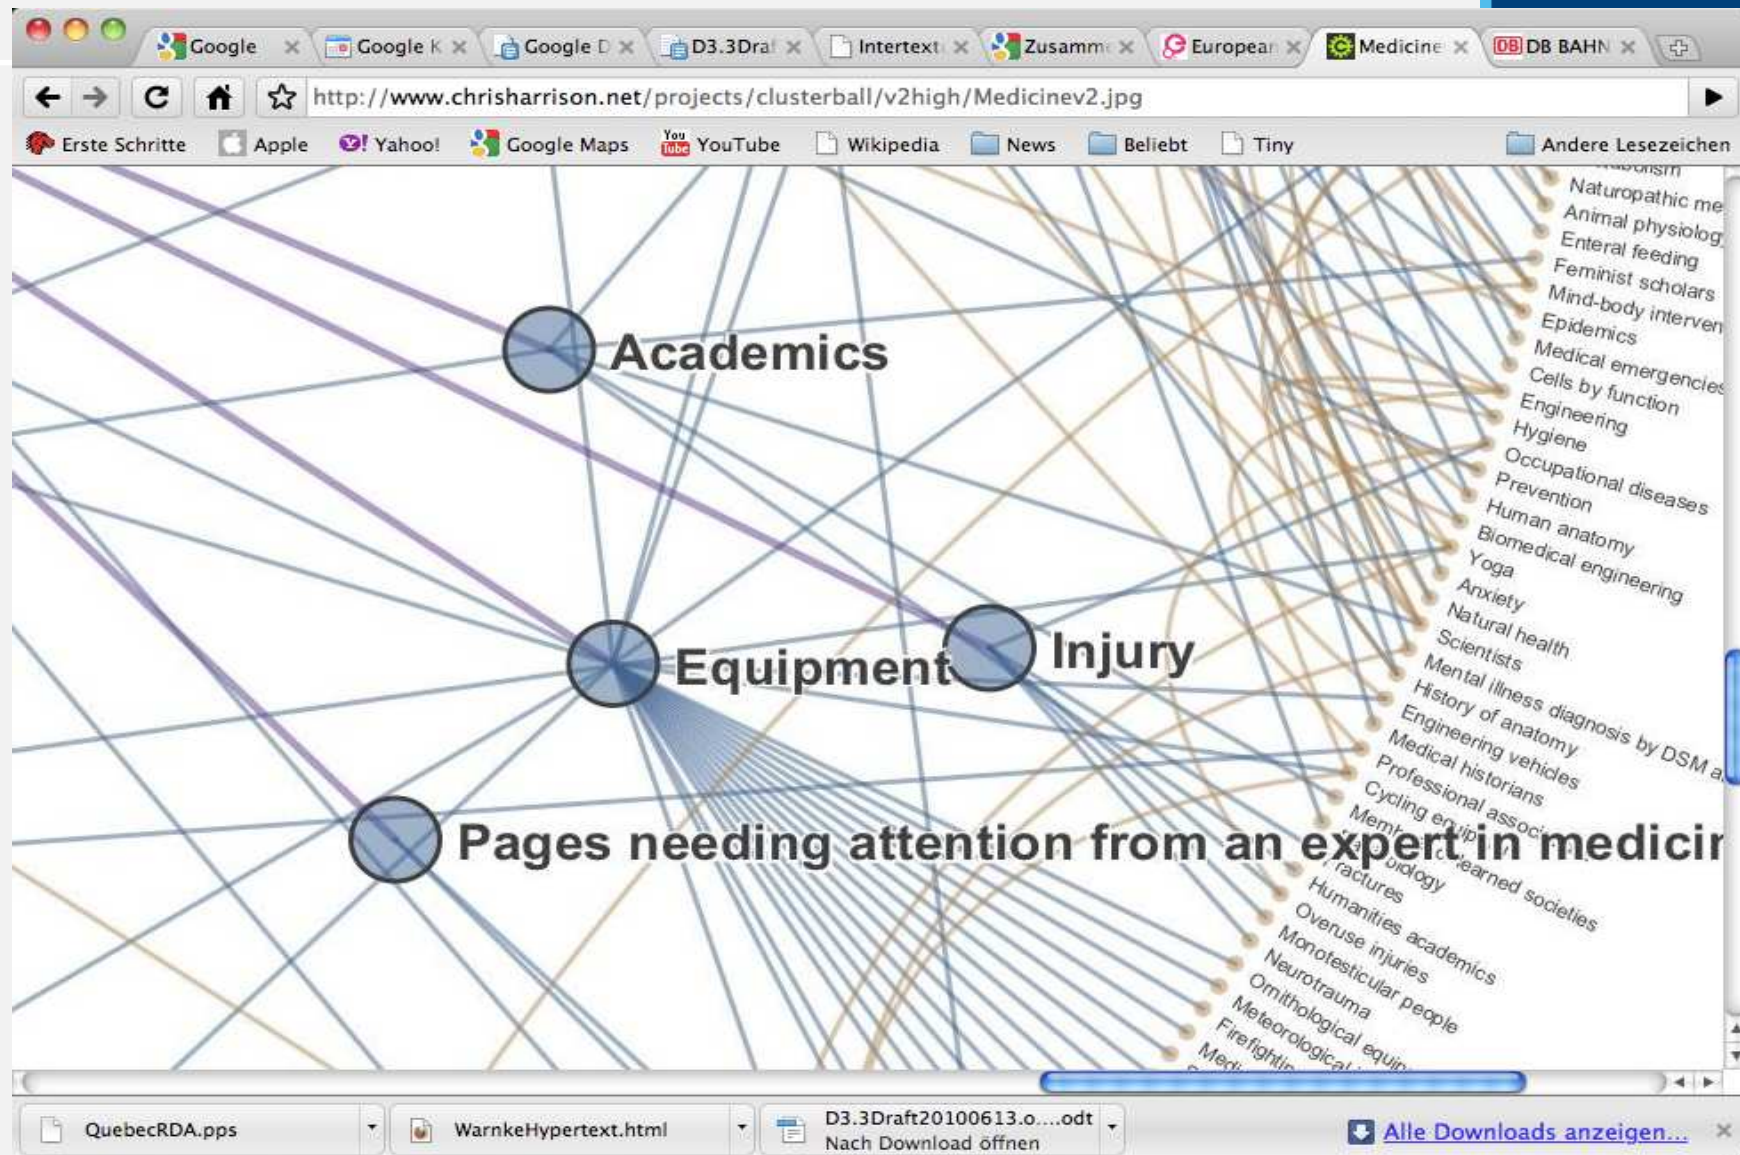 Google
Google K
Google D
D3.3Draf
Intertext
Zusamm
European
Medicine
DB BAHN
http://www.chrisharrison.net/projects/clusterball/v2high/Medicinev2.jpg
Erste Schritte
Apple
Yahoo!
Google Maps
YouTube
Wikipedia
News
Beliebt
Tiny
Andere Lesezeichen
Naturopathic me
Animal physiolog
Enteral feeding
Feminist scholars
Mind-body interven
Epidemics
Medical emergencies
Cells by function
Engineering
Hygiene
Occupational diseases
Prevention
Human anatomy
Biomedical engineering
Yoga
Anxiety
Natural health
Scientists
Mental illness diagnosis by DSM a
History of anatomy
Engineering vehicles
Medical historians
Professional assoc
Cycling equip
learned societies
biology
Humanities academics
Overuse injuries
Monotesticular people
Neurotrauma
Ornithological equip
Meteorological
Firefightin
Medi
Academics
Equipment
Injury
Pages needing attention from an expert in medicin
QuebecRDA.pps
WarnkeHypertext.html
D3.3Draft20100613.o....odt
Nach Download öffnen
Alle Downloads anzeigen...